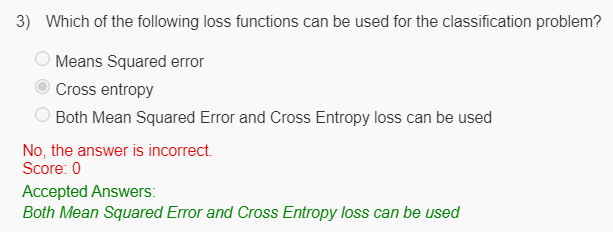 3) Which of the following loss functions can be used for the classification problem?
Means Squared error
Cross entropy
Both Mean Squared Error and Cross Entropy loss can be used
No, the answer is incorrect.
Score: 0
Accepted Answers:
Both Mean Squared Error and Cross Entropy loss can be used